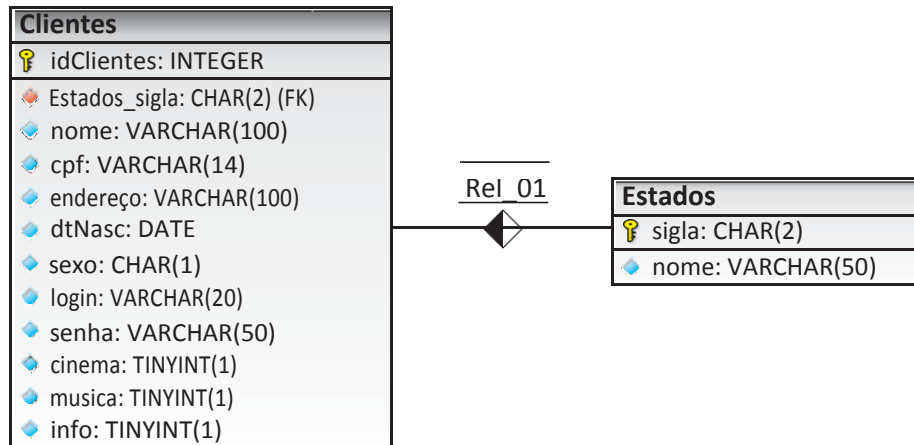 Clientes
idClientes: INTEGER
Estados_sigla: CHAR(2) (FK)
nome: VARCHAR(100)
cpf: VARCHAR(14)
endereço: VARCHAR(100)
dtNasc: DATE
sexo: CHAR(1)
login: VARCHAR(20)
senha: VARCHAR(50)
cinema: TINYINT(1)
musica: TINYINT(1)
info: TINYINT(1)
Rel_01
Estados
sigla: CHAR(2)
nome: VARCHAR(50)